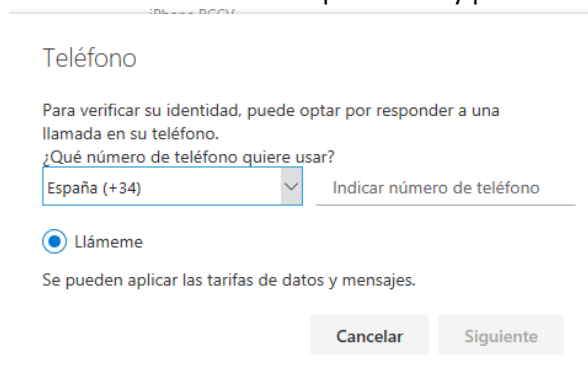 Teléfono
Para verificar su identidad, puede optar por responder a una
llamada en su teléfono.
¿Qué número de teléfono quiere usar?
España (+34)
Indicar número de teléfono
Llámeme
Se pueden aplicar las tarifas de datos y mensajes.
Cancelar
Siguiente